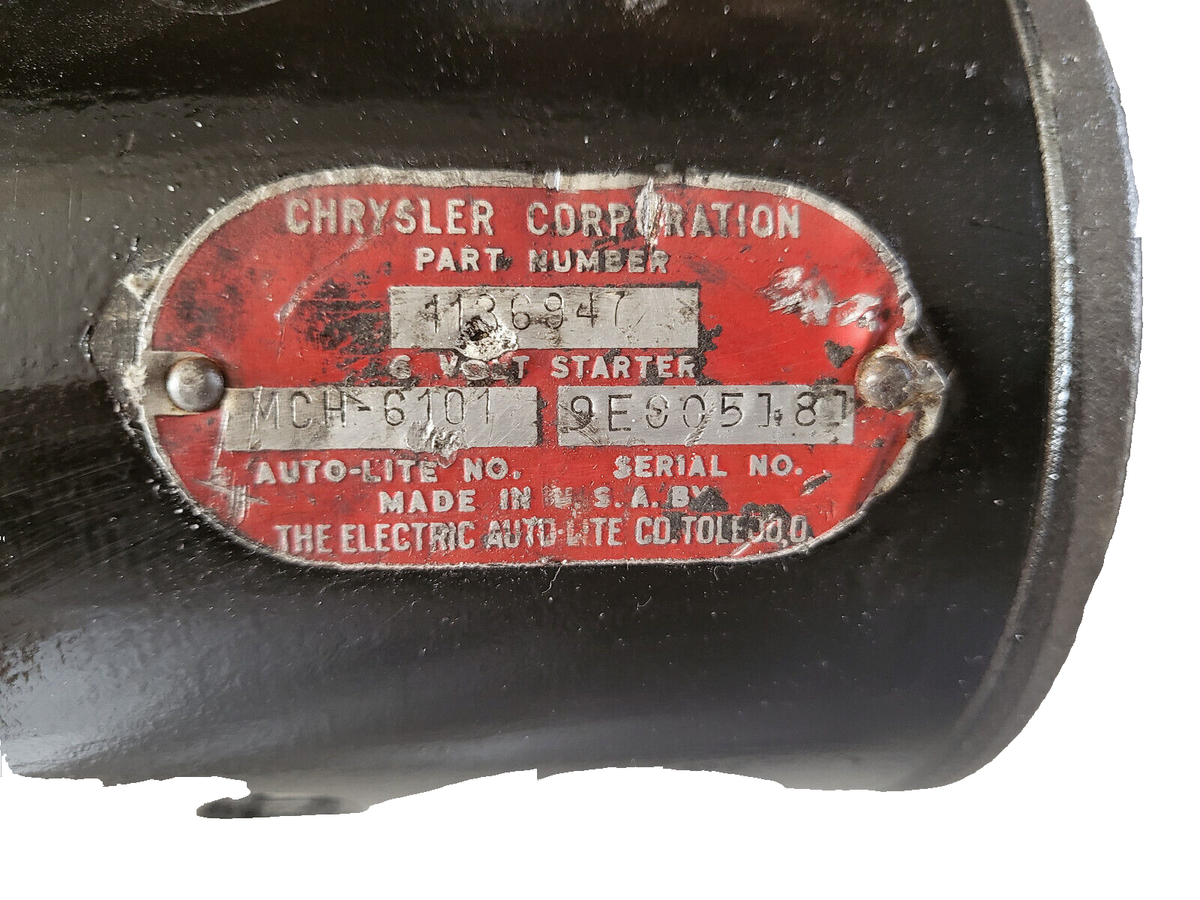 CHRYSLER CORPORATION
PART NUMBER
1136947
6 VOLT STARTER
MCH-6101 9E005181
AUTO-LITE NO. SERIAL NO.
MADE IN U.S.A. BY
THE ELECTRIC AUTO-LITE CO. TOLEDO,O.